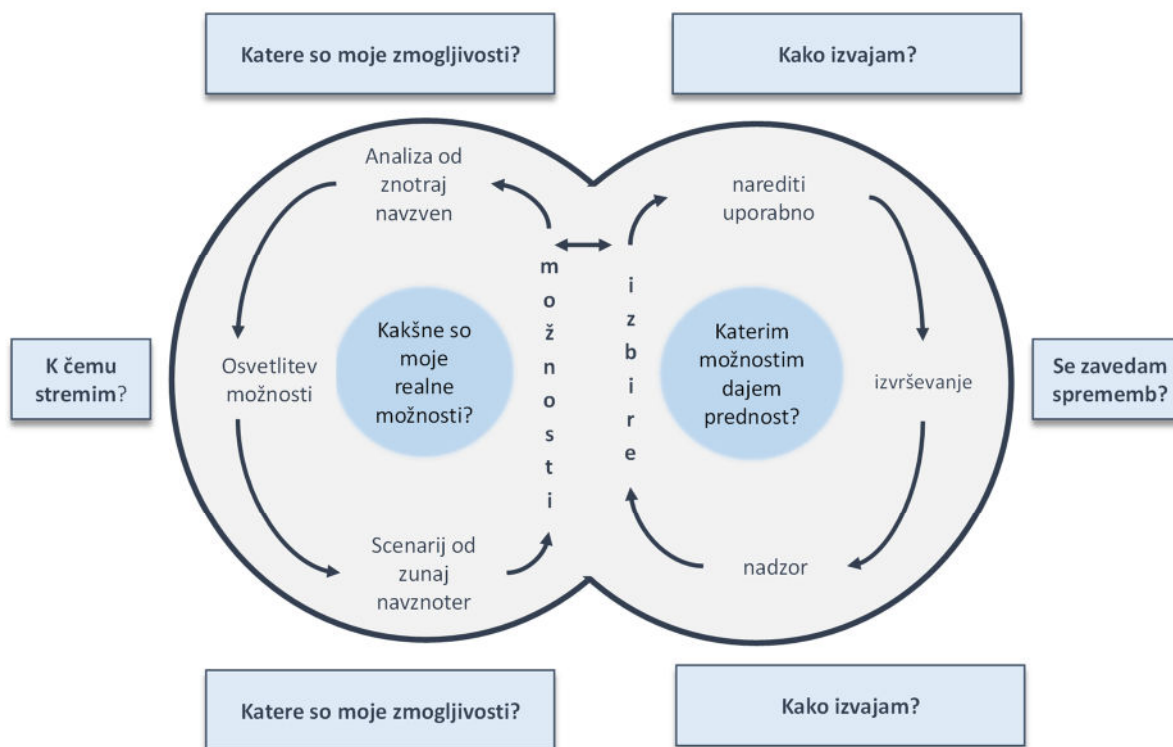 Katere so moje zmogljivosti?
Kako izvajam?
Analiza od
znotraj
navzven
narediti
uporabno
možnosti
izbire
Kakšne so
moje
realne
možnosti?
Katerim
možnostim
dajem
prednost?
K čemu
stremim?
Osvetlitev
možnosti
izvrševanje
Se zavedam
sprememb?
Scenarij od
zunaj
navznoter
nadzor
Katere so moje zmogljivosti?
Kako izvajam?